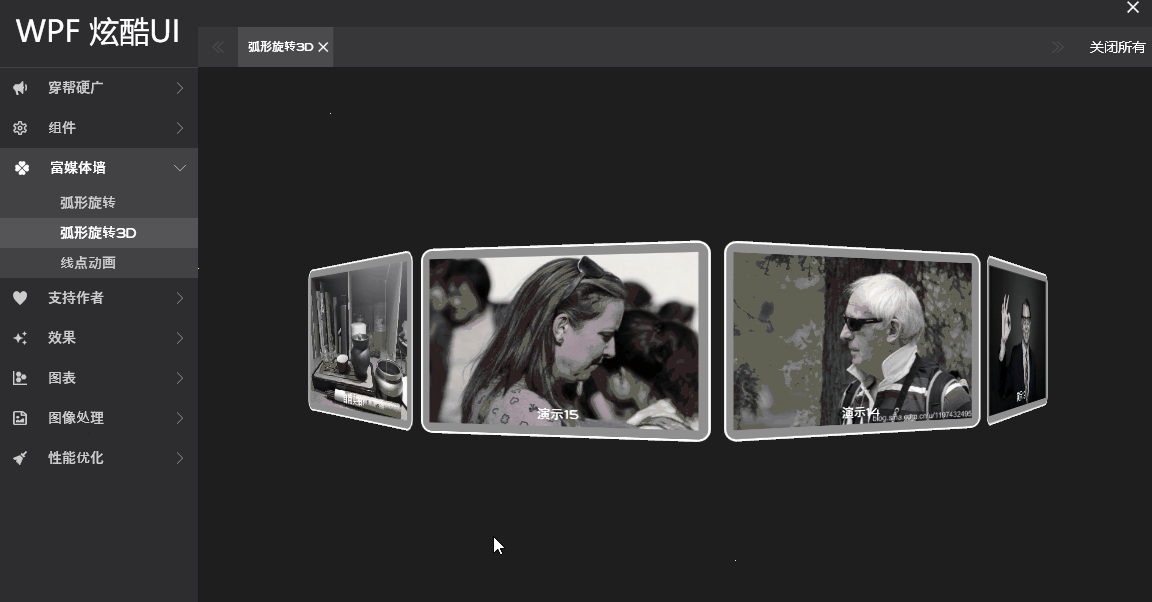 WPF 炫酷UI
弧形旋转3D
关闭所有
穿帮硬广
组件
富媒体墙
弧形旋转
弧形旋转3D
线点动画
支持作者
效果
图表
图像处理
性能优化
演示15
演示14
blog.sina.com.cn/u/1197432495